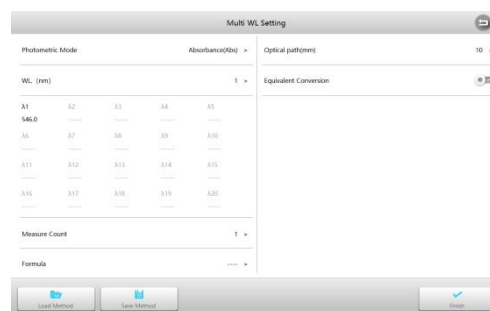 Multi WL Setting
Photometric Mode Absorbance(Abs) Optical path(mm) 10
WL. (nm) 1 Equivalent Conversion
λ1 λ2 λ3 λ4 λ5
546.0 ----- ----- ----- -----
λ6 λ7 λ8 λ9 λ10
----- ----- ----- ----- -----
λ11 λ12 λ13 λ14 λ15
----- ----- ----- ----- -----
λ16 λ17 λ18 λ19 λ20
----- ----- ----- ----- -----
Measure Count 1
Formula ----
Load Method Save Method Finish